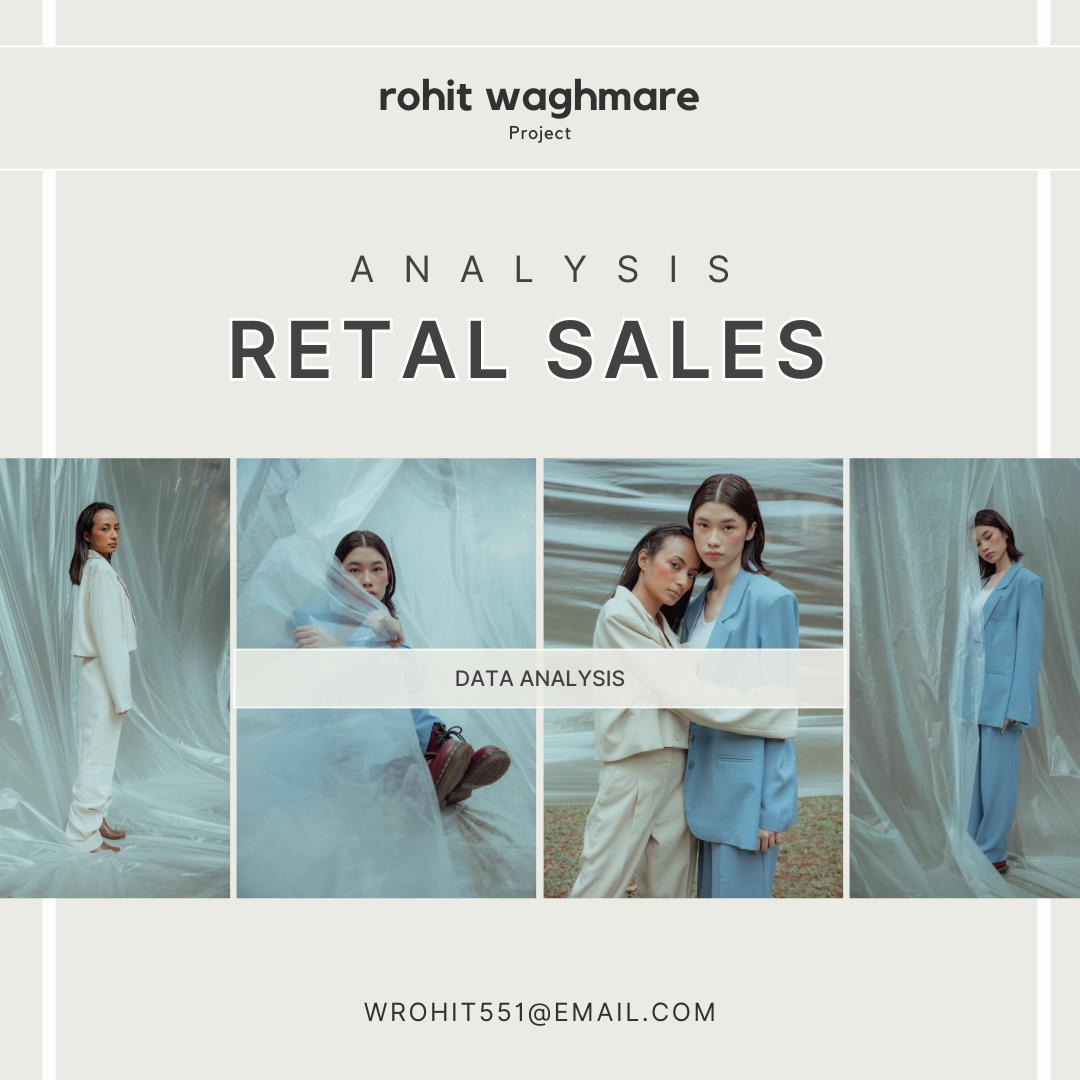 rohit waghmare
Project
ANALYSIS
RETAL SALES
DATA ANALYSIS
WROHIT551@EMAIL.COM